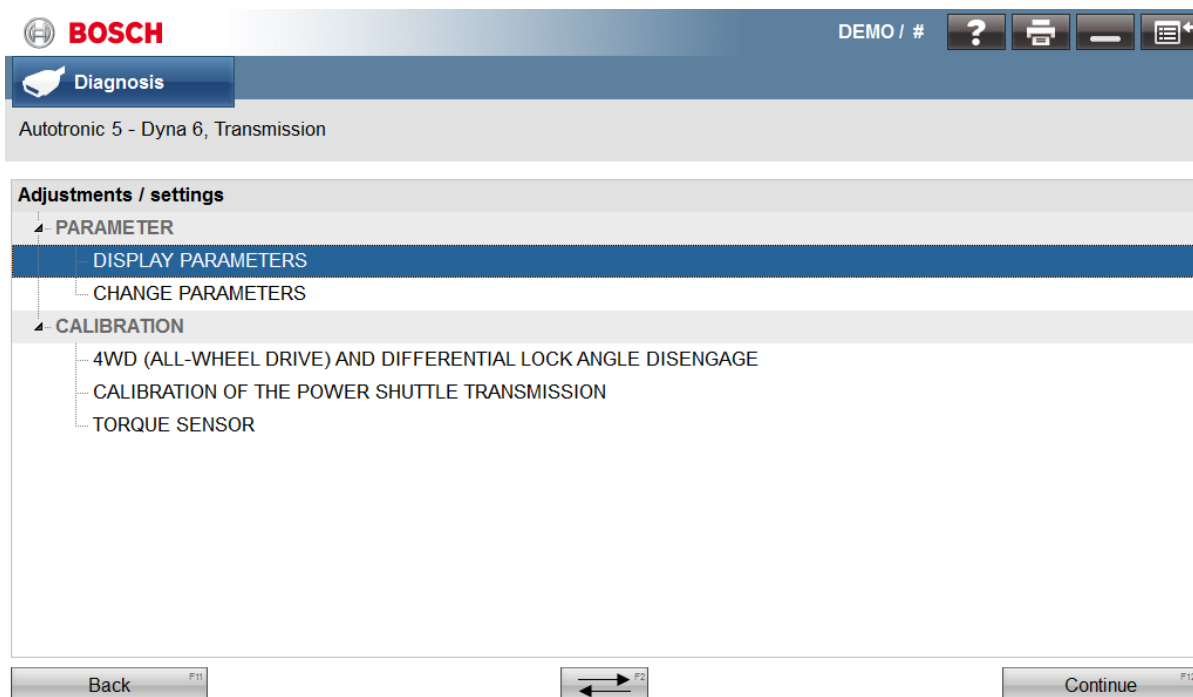 BOSCH
DEMO / #
?
Diagnosis
Autotronic 5 - Dyna 6, Transmission
Adjustments / settings
PARAMETER
DISPLAY PARAMETERS
CHANGE PARAMETERS
CALIBRATION
4WD (ALL-WHEEL DRIVE) AND DIFFERENTIAL LOCK ANGLE DISENGAGE
CALIBRATION OF THE POWER SHUTTLE TRANSMISSION
TORQUE SENSOR
Back F11
F2
Continue F12